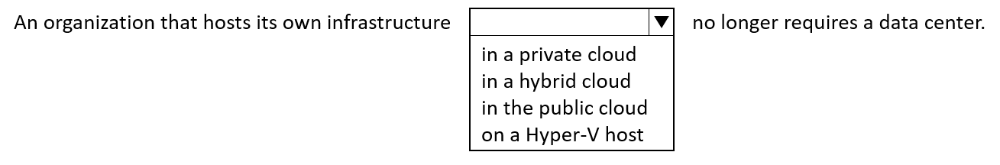 An organization that hosts its own infrastructure no longer requires a data center.
in a private cloud
in a hybrid cloud
in the public cloud
on a Hyper-V host